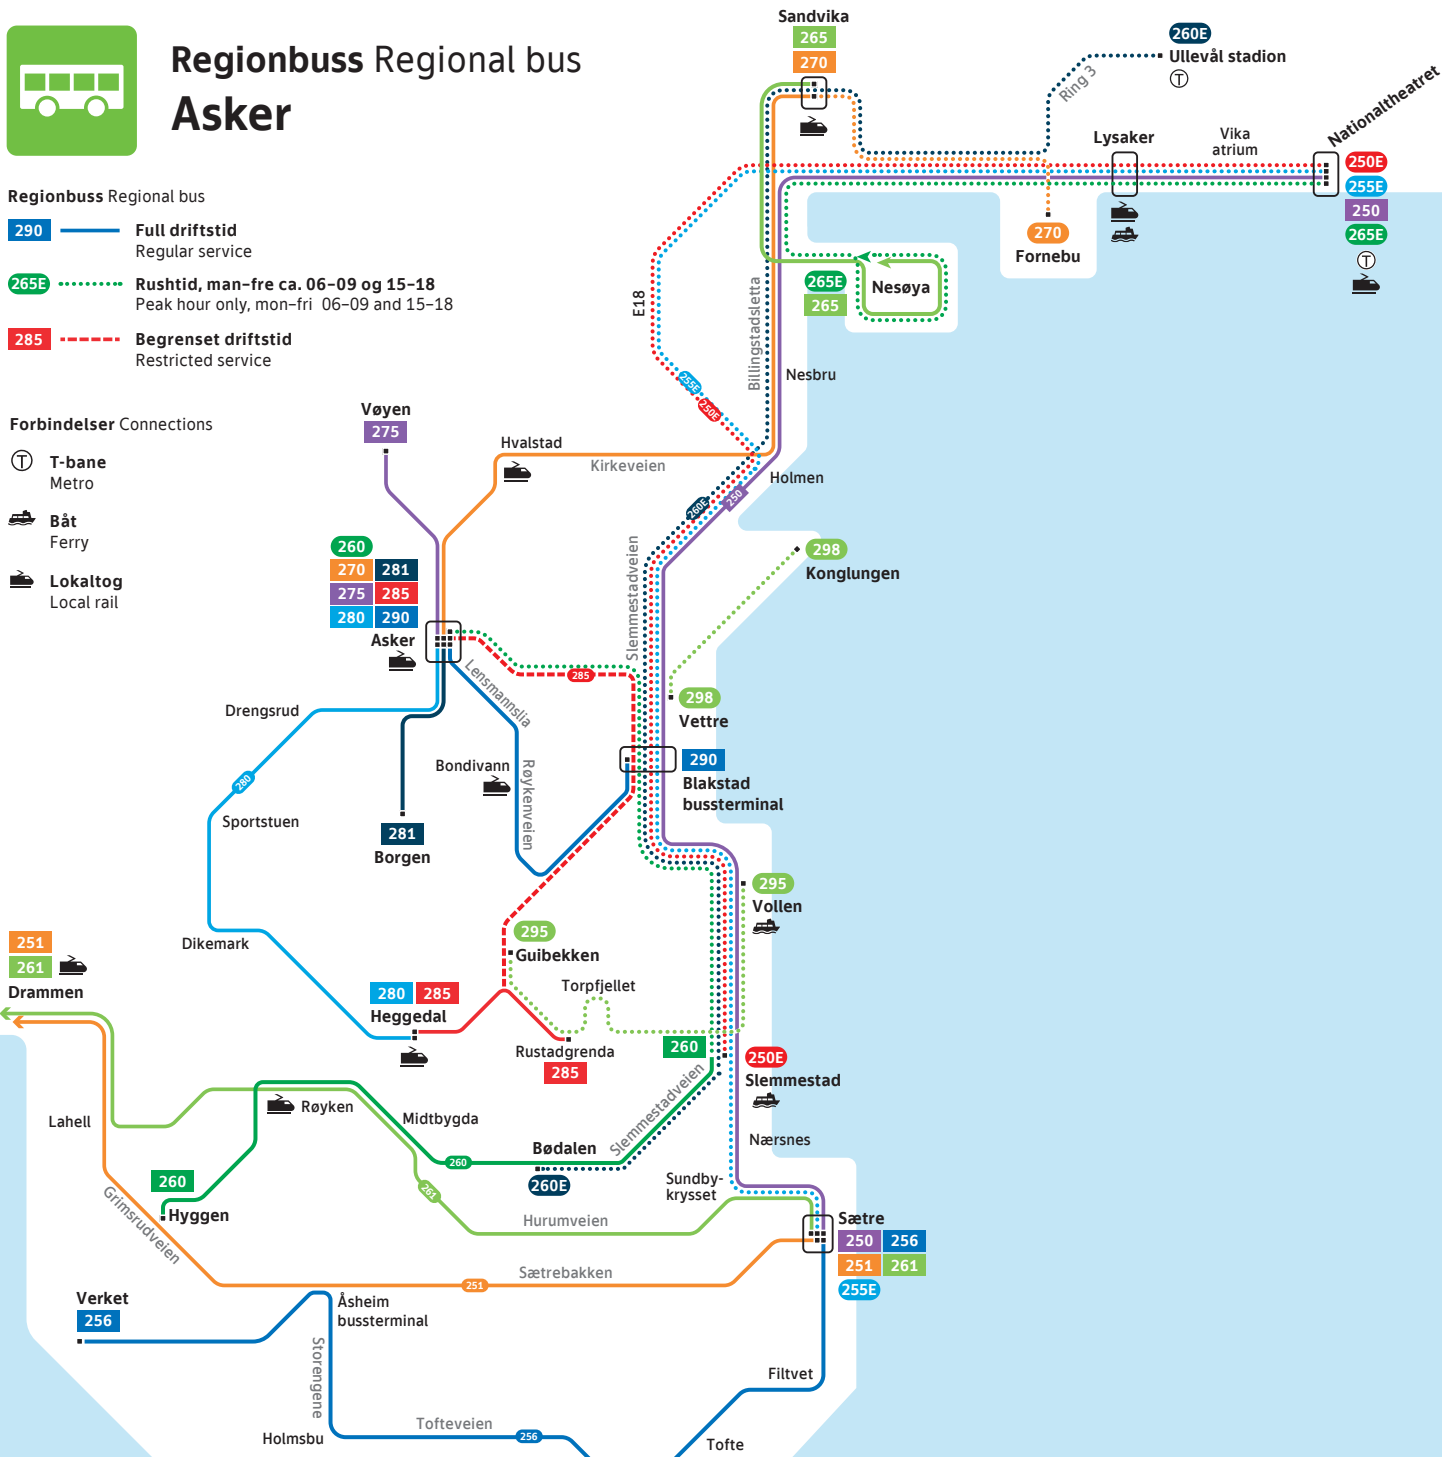 Regionbuss Regional bus
Asker
Regionbuss Regional bus
290
Full driftstid
Regular service
265E
Rushtid, man–fre ca. 06–09 og 15–18
Peak hour only, mon–fri 06–09 and 15–18
285
Begrenset driftstid
Restricted service
Forbindelser Connections
T
T-bane
Metro
Båt
Ferry
Lokaltog
Local rail
Sandvika
265
270
260E
Ullevål stadion
T
Ring 3
Lysaker
Vika
atrium
Nationaltheatret
250E
255E
250
265E
T
270
Fornebu
265E
265
Nesøya
E18
Billingstadsletta
Nesbru
255E
250E
Vøyen
275
Hvalstad
Kirkeveien
Holmen
260E
250
298
Konglungen
Slemmestadveien
260
270 281
275 285
280 290
Asker
Lensmannslia
285
298
Vettre
Drengsrud
280
Bondivann
Røykenveien
290
Blakstad
bussterminal
Sportstuen
281
Borgen
295
Vollen
251
261
Drammen
Dikemark
295
Guibekken
Torpfjellet
280 285
Heggedal
Rustadgrenda
285
260
250E
Slemmestad
Slemmestadveien
Lahell
Røyken
Midtbygda
Nærsnes
Bødalen
260
260E
261
260
Hyggen
Sundby-
krysset
Grimsrudveien
Hurumveien
Sætre
250 256
251 261
255E
Sætrebakken
251
Verket
256
Åsheim
bussterminal
Storengene
Filtvet
Holmsbu
Tofteveien
256
Tofte